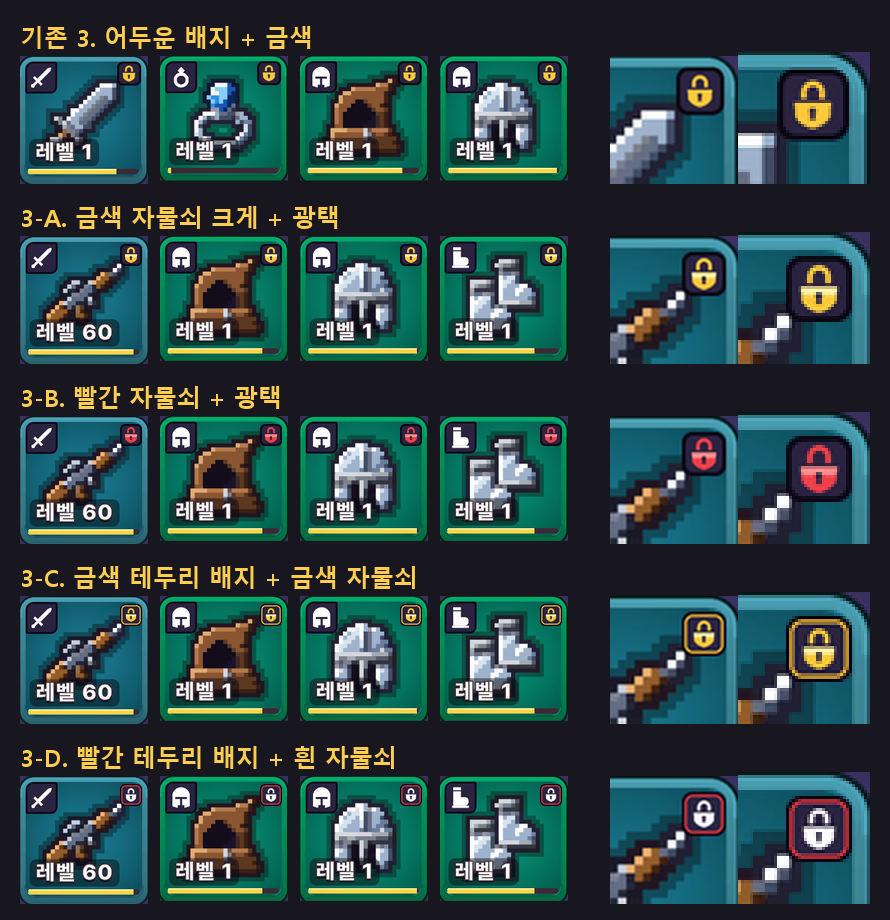 기존 3. 어두운 배지 + 금색
레벨 1 레벨 1 레벨 1 레벨 1
3-A. 금색 자물쇠 크게 + 광택
레벨 60 레벨 1 레벨 1 레벨 1
3-B. 빨간 자물쇠 + 광택
레벨 60 레벨 1 레벨 1 레벨 1
3-C. 금색 테두리 배지 + 금색 자물쇠
레벨 60 레벨 1 레벨 1 레벨 1
3-D. 빨간 테두리 배지 + 흰 자물쇠
레벨 60 레벨 1 레벨 1 레벨 1